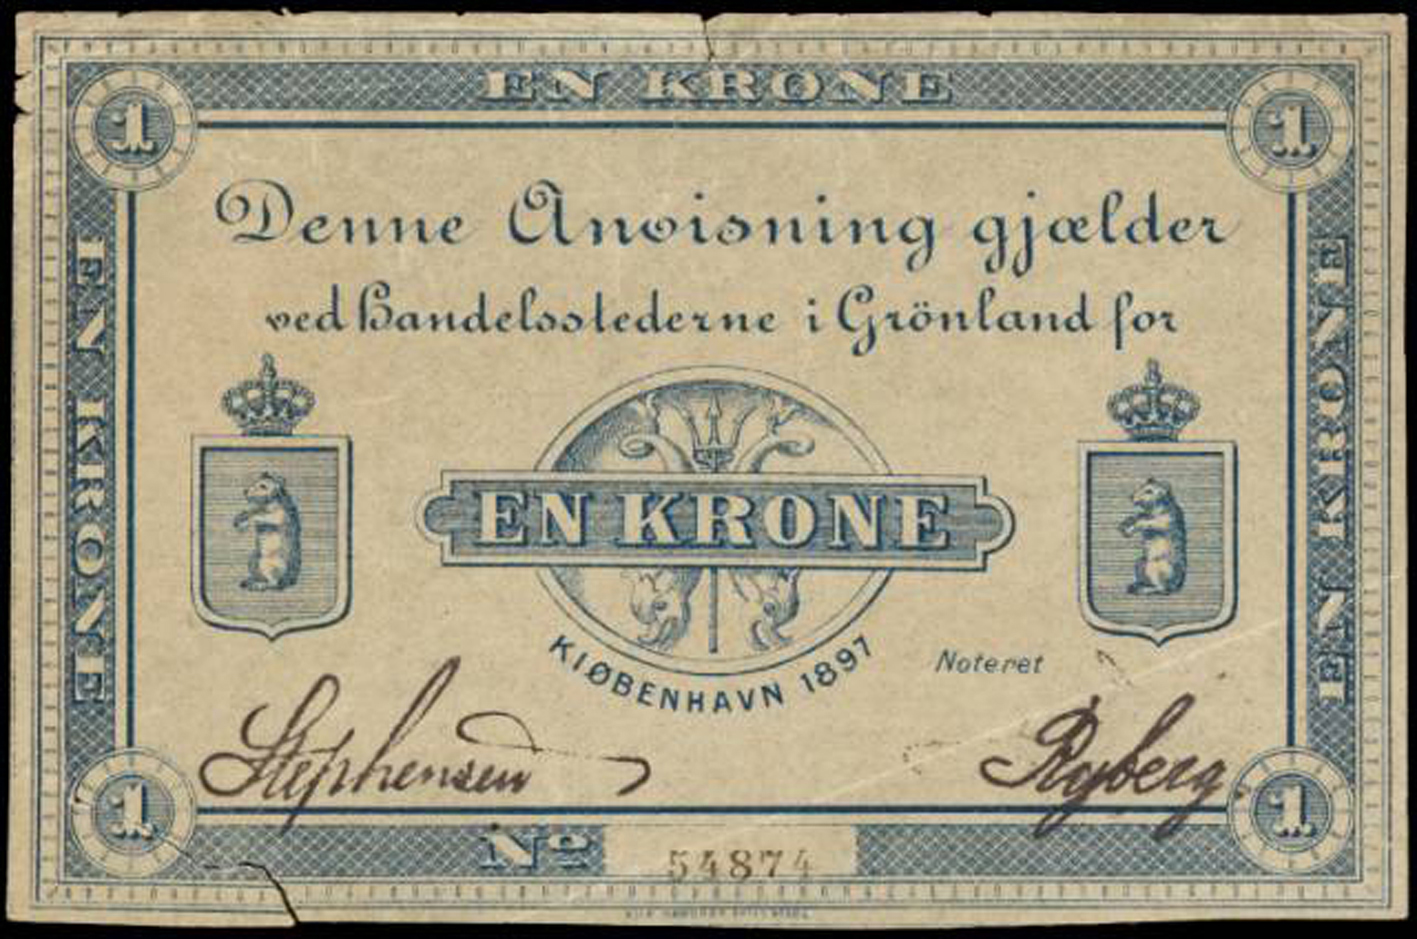 EN KRONE
1 1
Denne Anvisning gjælder
ved Handelsstederne i Grönland for
EN KRONE
EN KRONE
EN KRONE
KIØBENHAVN 1897
Noteret
Stephensen Ryberg
1 1
No 54874